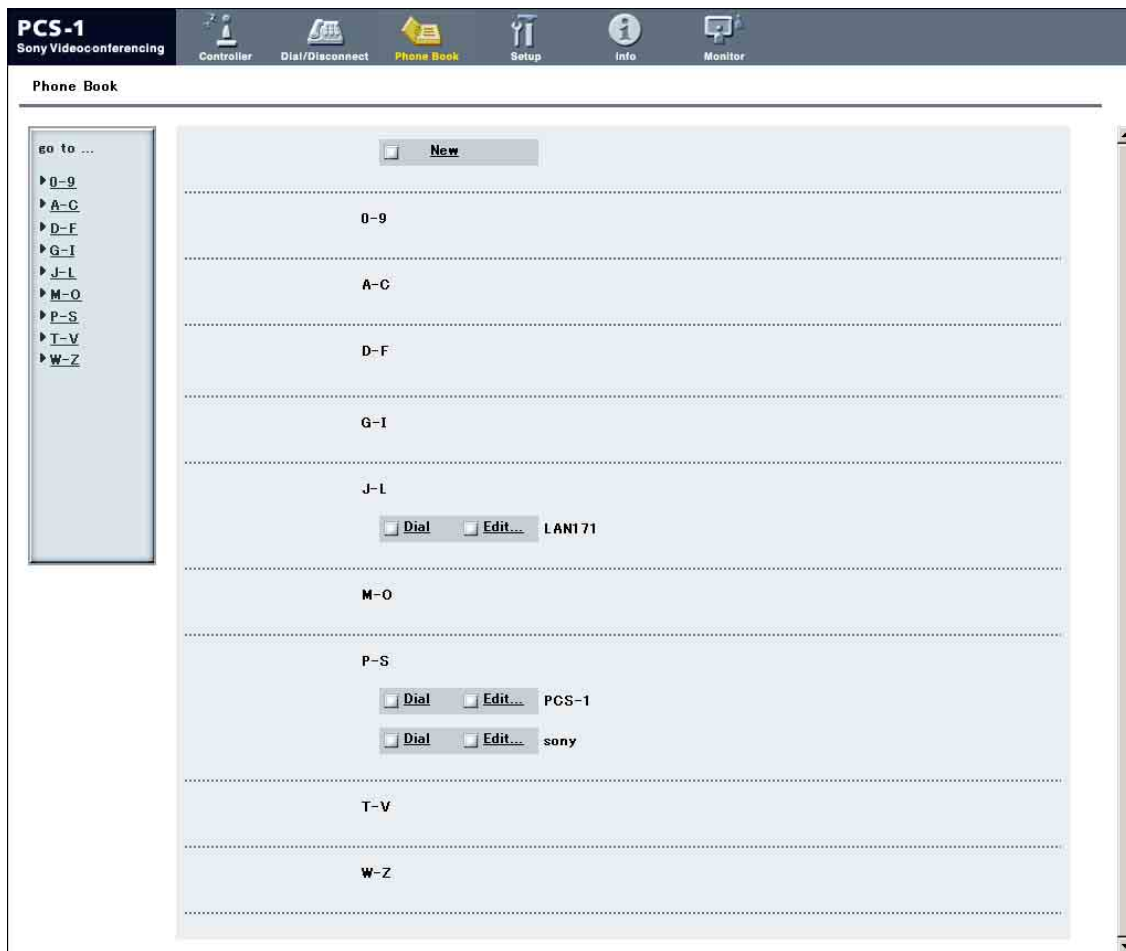 PCS-1
Sony Videoconferencing
Controller
Dial/Disconnect
Phone Book
Setup
Info
Monitor
Phone Book
go to ...
0-9
A-C
D-F
G-I
J-L
M-O
P-S
T-V
W-Z
New
0-9
A-C
D-F
G-I
J-L
Dial Edit... LAN171
M-O
P-S
Dial Edit... PCS-1
Dial Edit... sony
T-V
W-Z